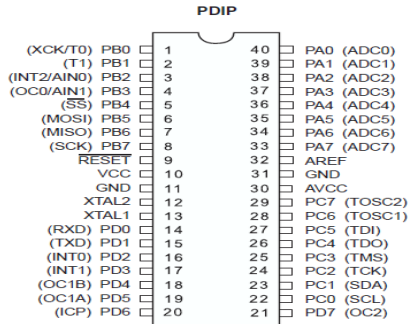 PDIP
(XCK/T0) PB0 1 40 PA0 (ADC0)
(T1) PB1 2 39 PA1 (ADC1)
(INT2/AIN0) PB2 3 38 PA2 (ADC2)
(OC0/AIN1) PB3 4 37 PA3 (ADC3)
(SS) PB4 5 36 PA4 (ADC4)
(MOSI) PB5 6 35 PA5 (ADC5)
(MISO) PB6 7 34 PA6 (ADC6)
(SCK) PB7 8 33 PA7 (ADC7)
RESET 9 32 AREF
VCC 10 31 GND
GND 11 30 AVCC
XTAL2 12 29 PC7 (TOSC2)
XTAL1 13 28 PC6 (TOSC1)
(RXD) PD0 14 27 PC5 (TDI)
(TXD) PD1 15 26 PC4 (TDO)
(INT0) PD2 16 25 PC3 (TMS)
(INT1) PD3 17 24 PC2 (TCK)
(OC1B) PD4 18 23 PC1 (SDA)
(OC1A) PD5 19 22 PC0 (SCL)
(ICP) PD6 20 21 PD7 (OC2)